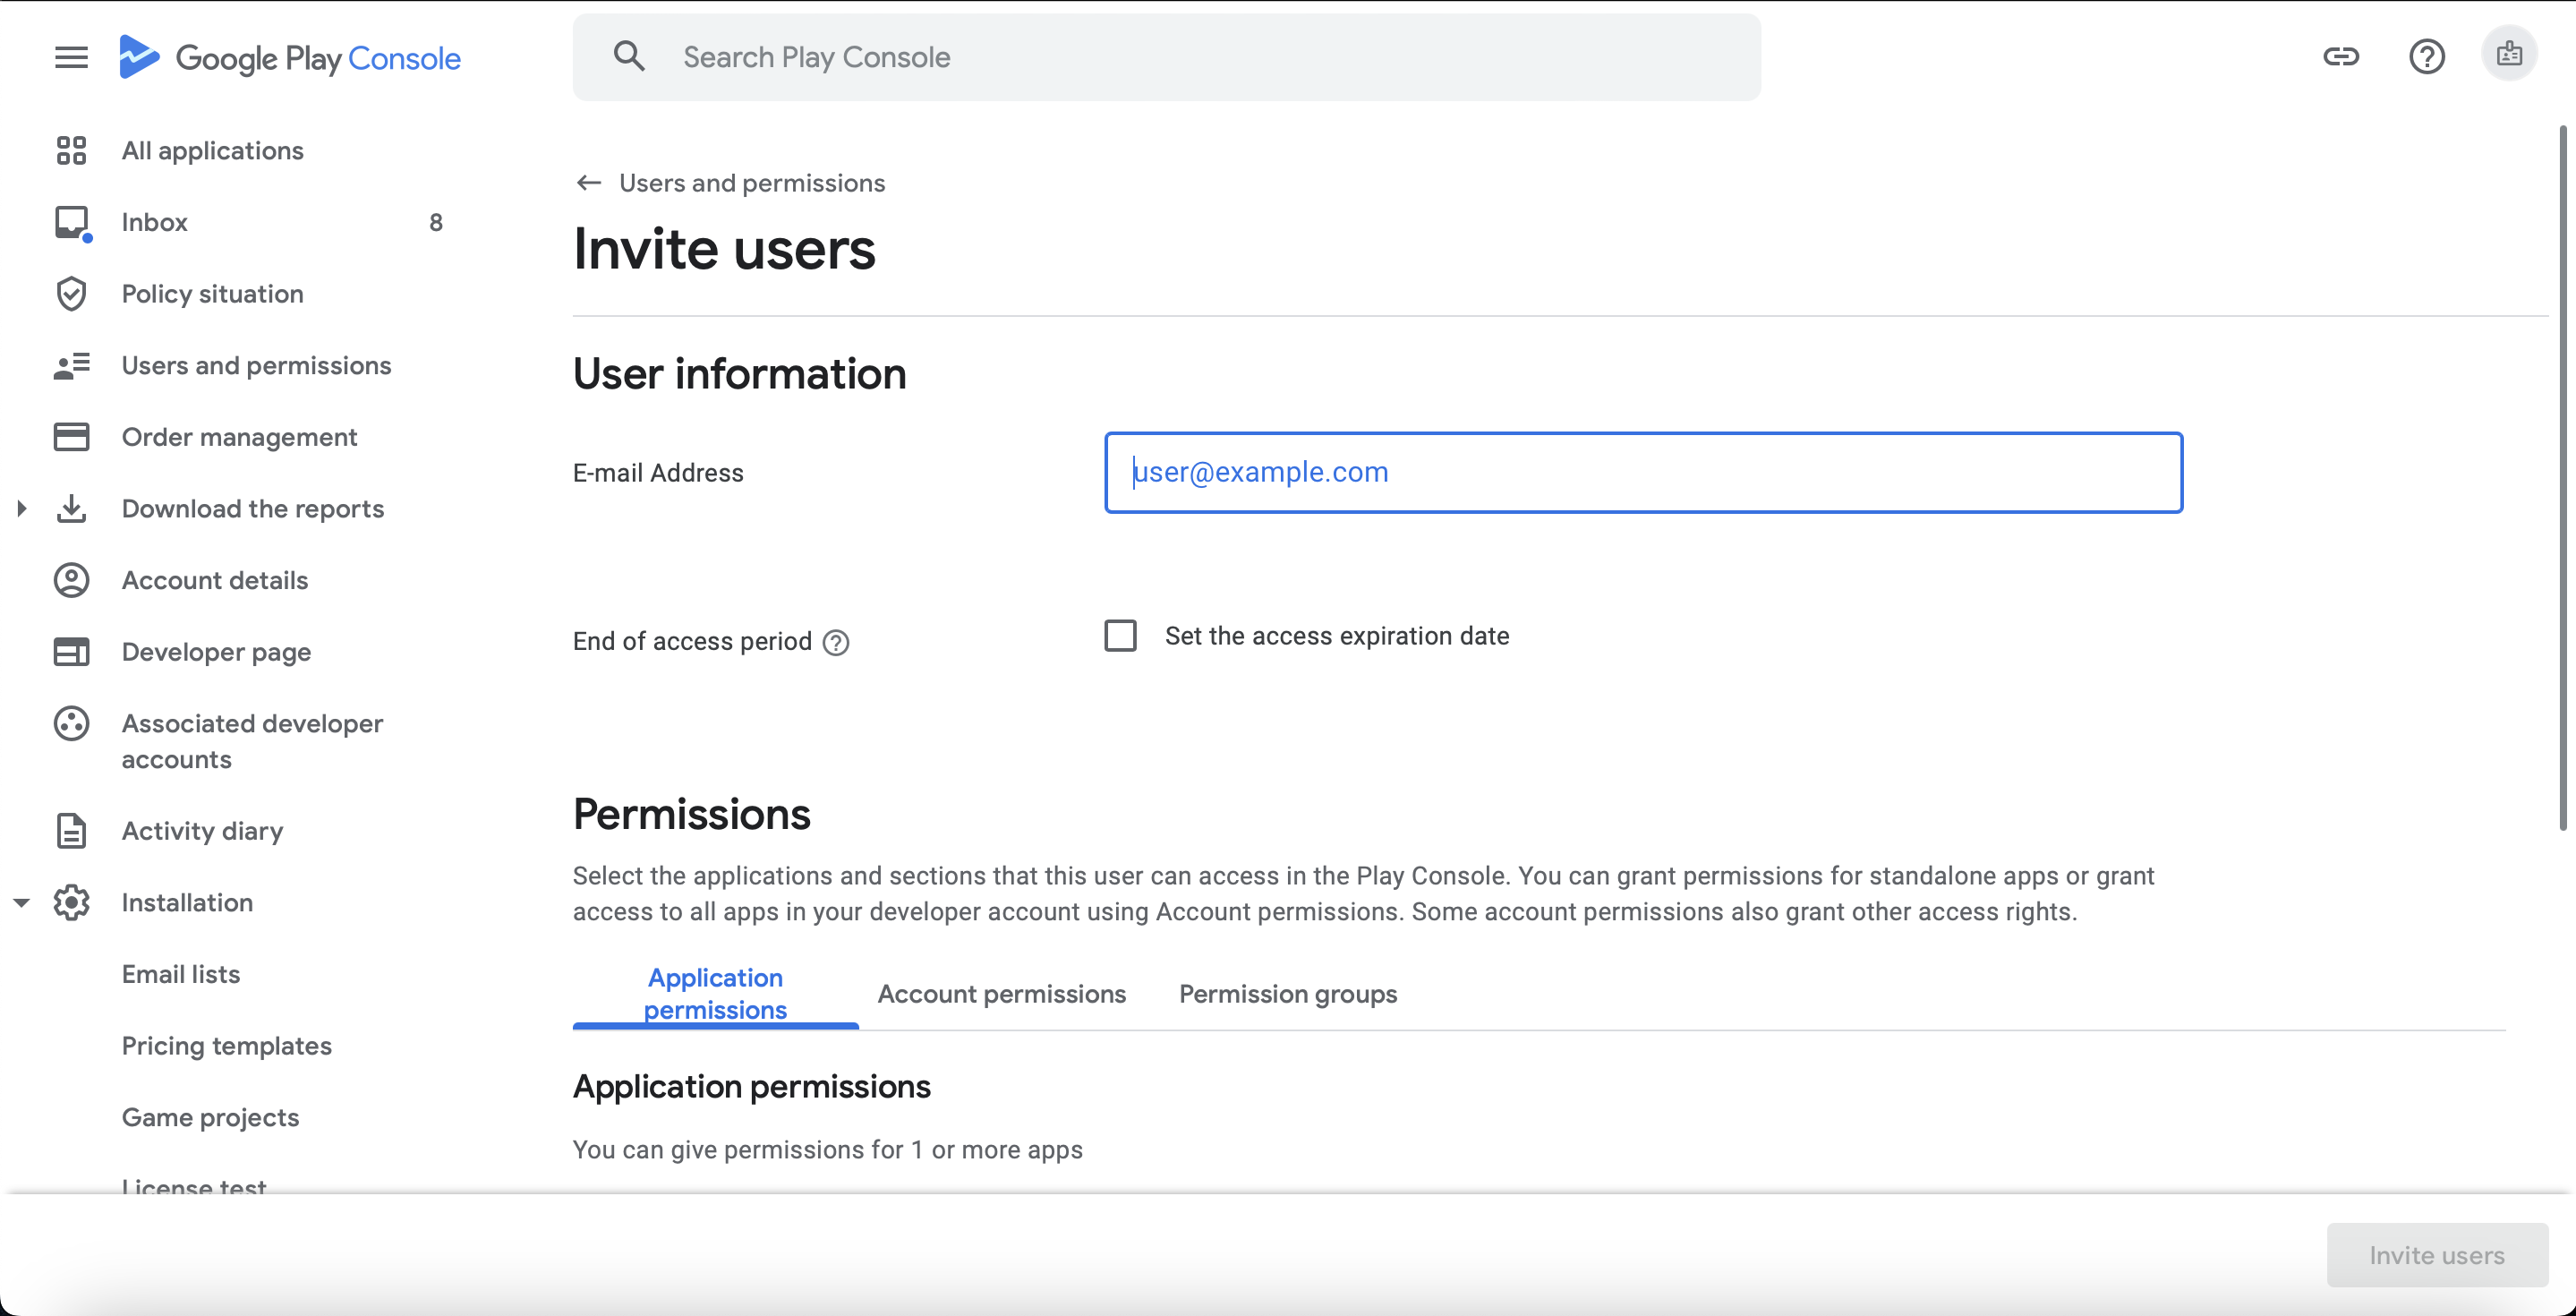 Google Play Console
Search Play Console
All applications
Inbox 8
Policy situation
Users and permissions
Order management
Download the reports
Account details
Developer page
Associated developer
accounts
Activity diary
Installation
Email lists
Pricing templates
Game projects
License test
Users and permissions
Invite users
User information
E-mail Address
user@example.com
End of access period
Set the access expiration date
Permissions
Select the applications and sections that this user can access in the Play Console. You can grant permissions for standalone apps or grant
access to all apps in your developer account using Account permissions. Some account permissions also grant other access rights.
Application
permissions
Account permissions
Permission groups
Application permissions
You can give permissions for 1 or more apps
Invite users